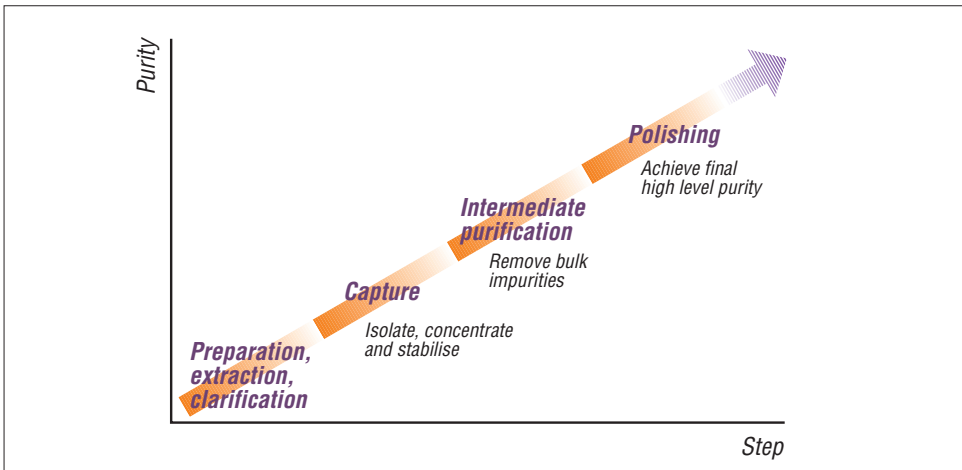 Purity
Polishing
Achieve final
high level purity
Intermediate
purification
Remove bulk
impurities
Capture
Isolate, concentrate
and stabilise
Preparation,
extraction,
clarification
Step